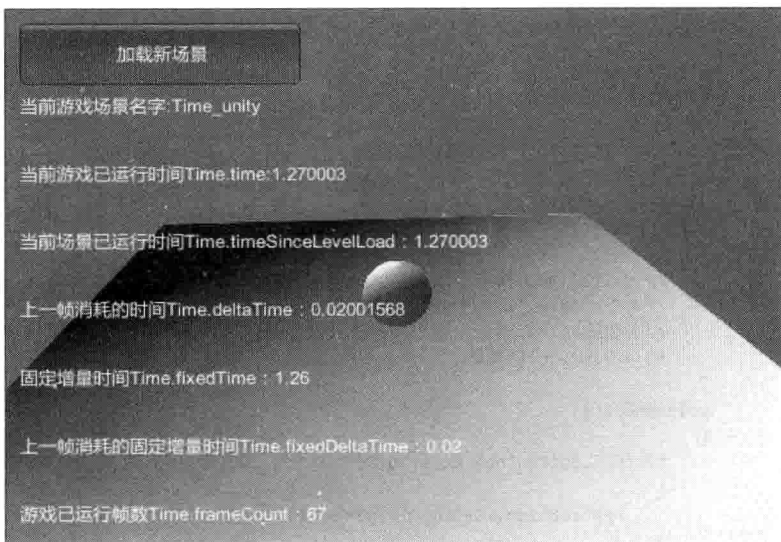 加载新场景
当前游戏场景名字:Time_unity
当前游戏已运行时间Time.time:1.270003
当前场景已运行时间Time.timeSinceLevelLoad：1.270003
上一帧消耗的时间Time.deltaTime：0.02001568
固定增量时间Time.fixedTime：1.26
上一帧消耗的固定增量时间Time.fixedDeltaTime：0.02
游戏已运行帧数Time.frameCount：67